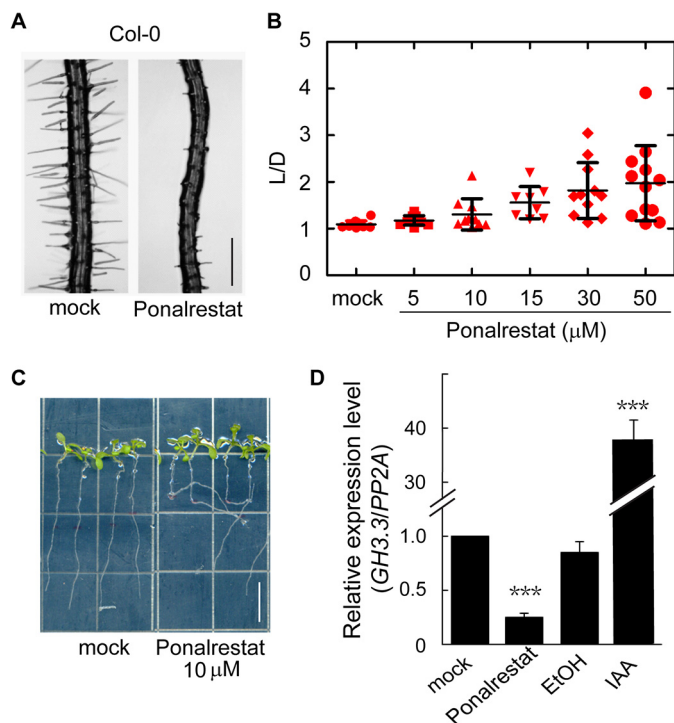 A
Col-0
mock
Ponalrestat
B
L/D
5
4
3
2
1
0
mock
5
10
15
30
50
Ponalrestat (μM)
C
mock
Ponalrestat
10 μM
D
Relative expression level
(GH3.3/PP2A)
40
30
1.0
0.5
0
***
***
mock
Ponalrestat
EtOH
IAA